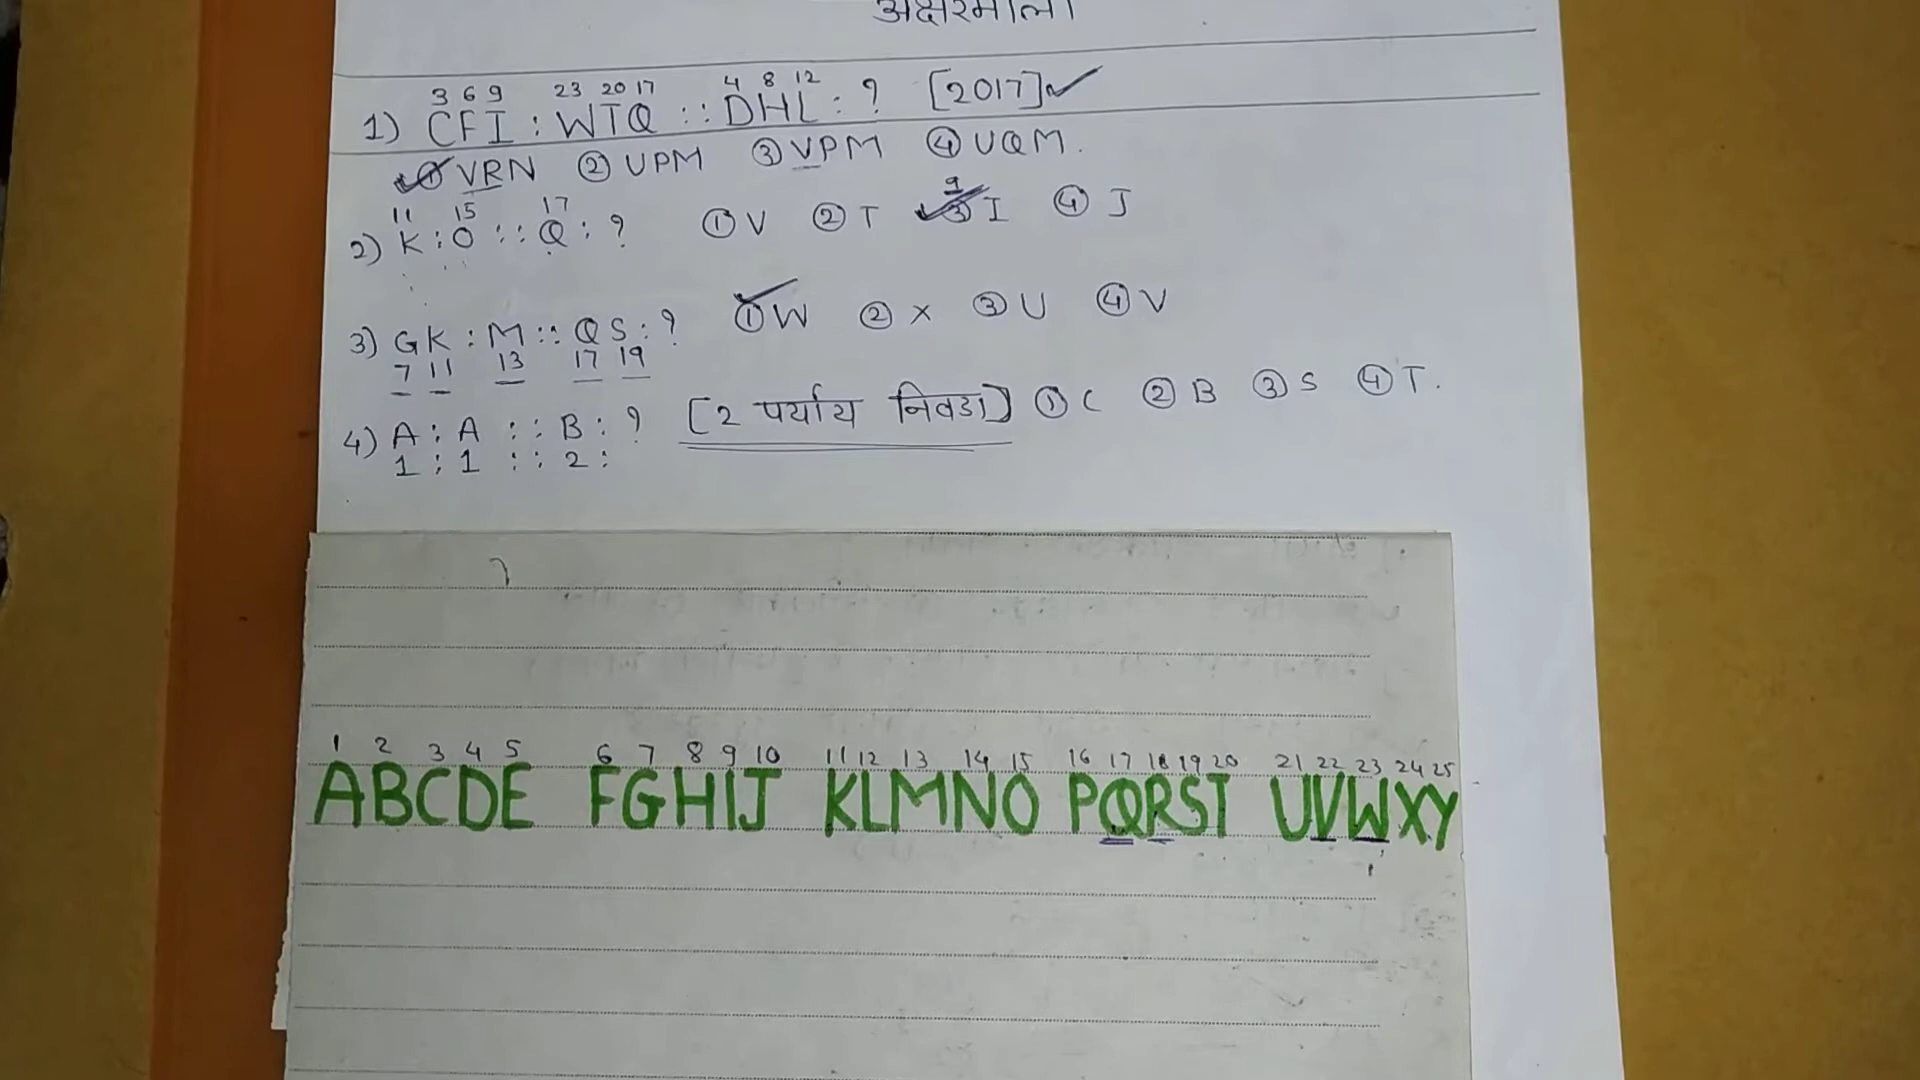 अक्षरमाला
3 6 9 23 20 17 4 8 12
1) CFI : WTQ :: DHL : ? [2017]
① VRN ② UPM ③ VPM ④ UQM.
11 15 17 9
2) K : O :: Q : ? ① V ② T ③ I ④ J
3) GK : M :: QS : ? ① W ② X ③ U ④ V
7 11 13 17 19
4) A : A :: B : ? [2 पर्याय निवडा] ① C ② B ③ S ④ T.
1 : 1 :: 2 :
1 2 3 4 5 6 7 8 9 10 11 12 13 14 15 16 17 18 19 20 21 22 23 24 25
ABCDE FGHIJ KLMNO PQRST UVWXY